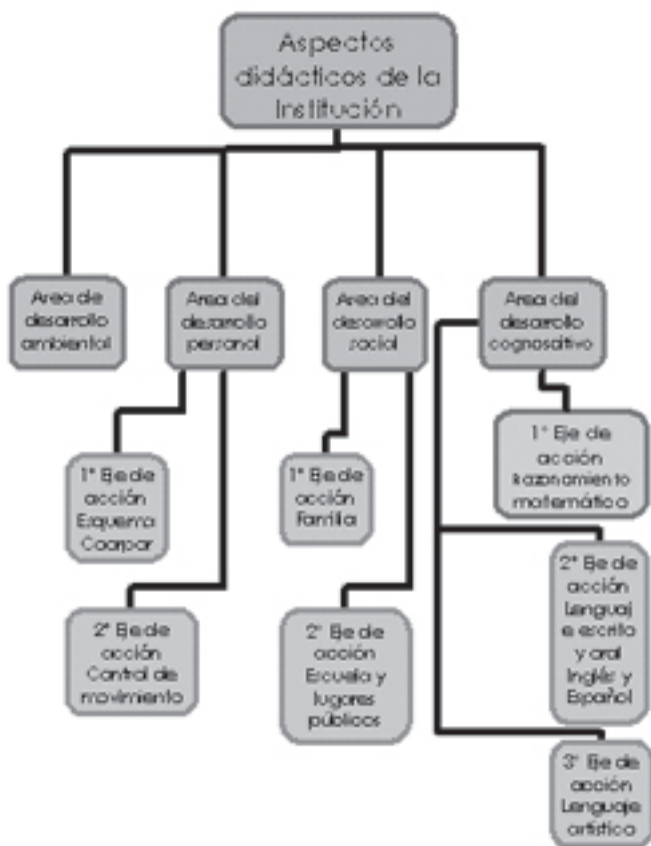 Aspectos
didácticos de la
Institución
Area de
desarrollo
ambiental
Area del
desarrollo
personal
Area del
desarrollo
social
Area del
desarrollo
cognoscitivo
1° Eje de
acción
Esquema
2° Eje de
acción
Control de
movimiento
1° Eje de
acción
Familia
2° Eje de
acción
Escuela y
lugares
públicos
1° Eje de
acción
Razonamiento
matemático
2° Eje de
acción
Lenguaj
e escrito
y oral
Inglés y
Español
3° Eje de
acción
Lenguaje
artístico